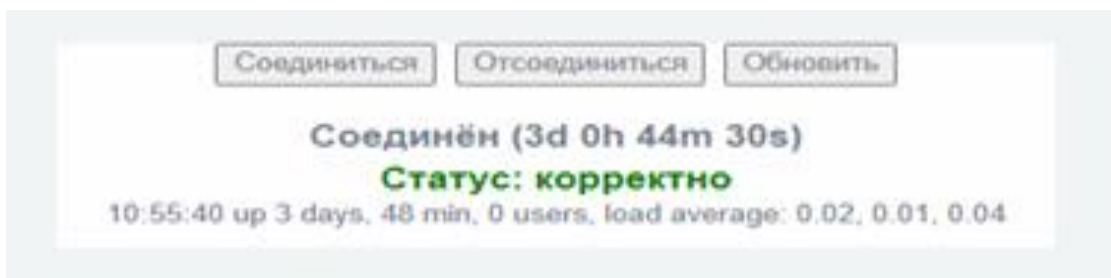 Соединиться Отсоединиться Обновить
Соединён (3d 0h 44m 30s)
Статус: корректно
10:55:40 up 3 days, 48 min, 0 users, load average: 0.02, 0.01, 0.04